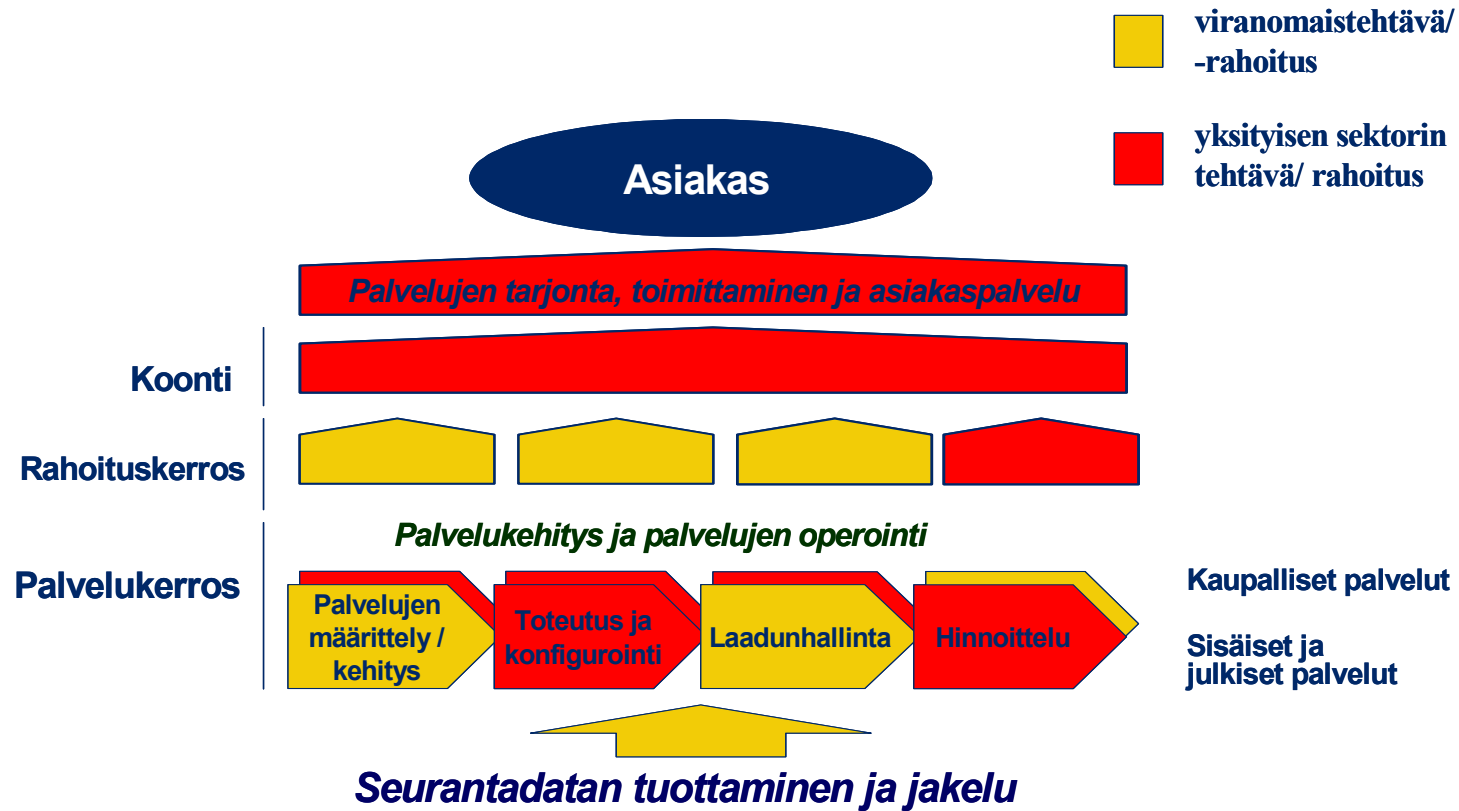 viranomaistehtävä/
-rahoitus
yksityisen sektorin
tehtävä/ rahoitus
Asiakas
Palvelujen tarjonta, toimittaminen ja asiakaspalvelu
Koonti
Rahoituskerros
Palvelukehitys ja palvelujen operointi
Palvelukerros
Palvelujen
määrittely /
kehitys
Toteutus ja
konfigurointi
Laadunhallinta
Hinnoittelu
Kaupalliset palvelut
Sisäiset ja
julkiset palvelut
Seurantadatan tuottaminen ja jakelu